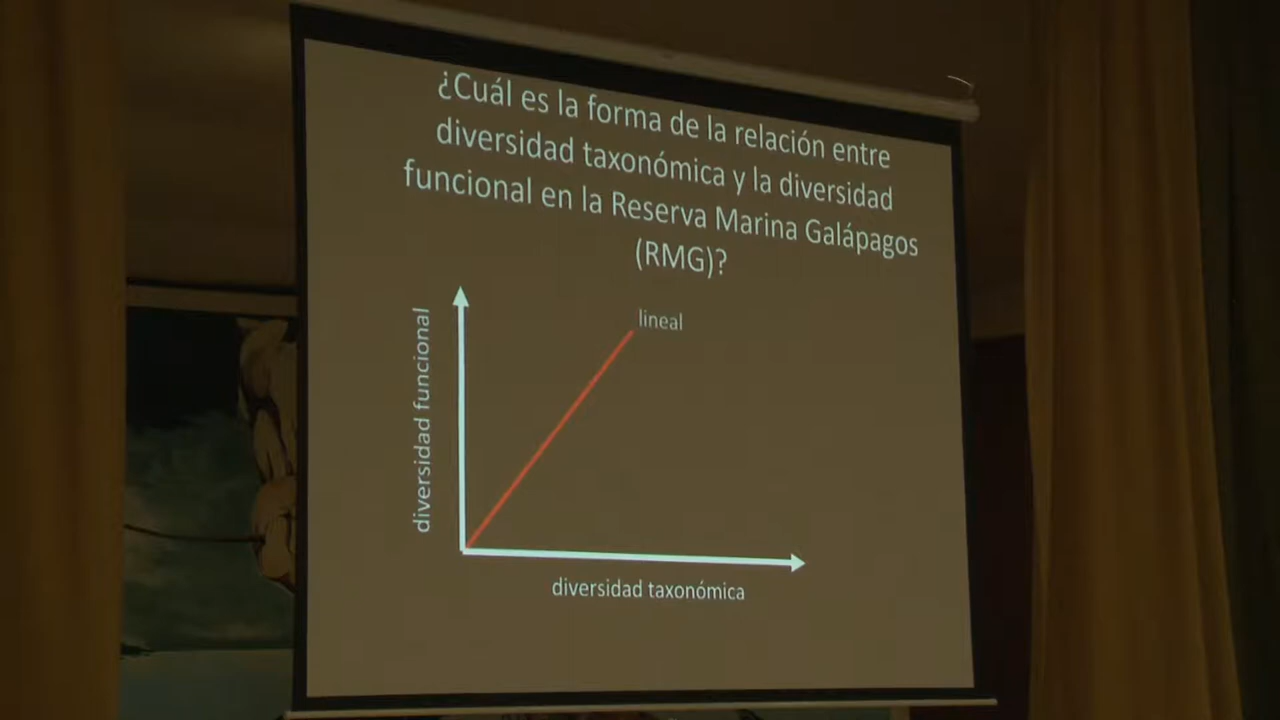 ¿Cuál es la forma de la relación entre
diversidad taxonómica y la diversidad
funcional en la Reserva Marina Galápagos
(RMG)?
lineal
diversidad funcional
diversidad taxonómica